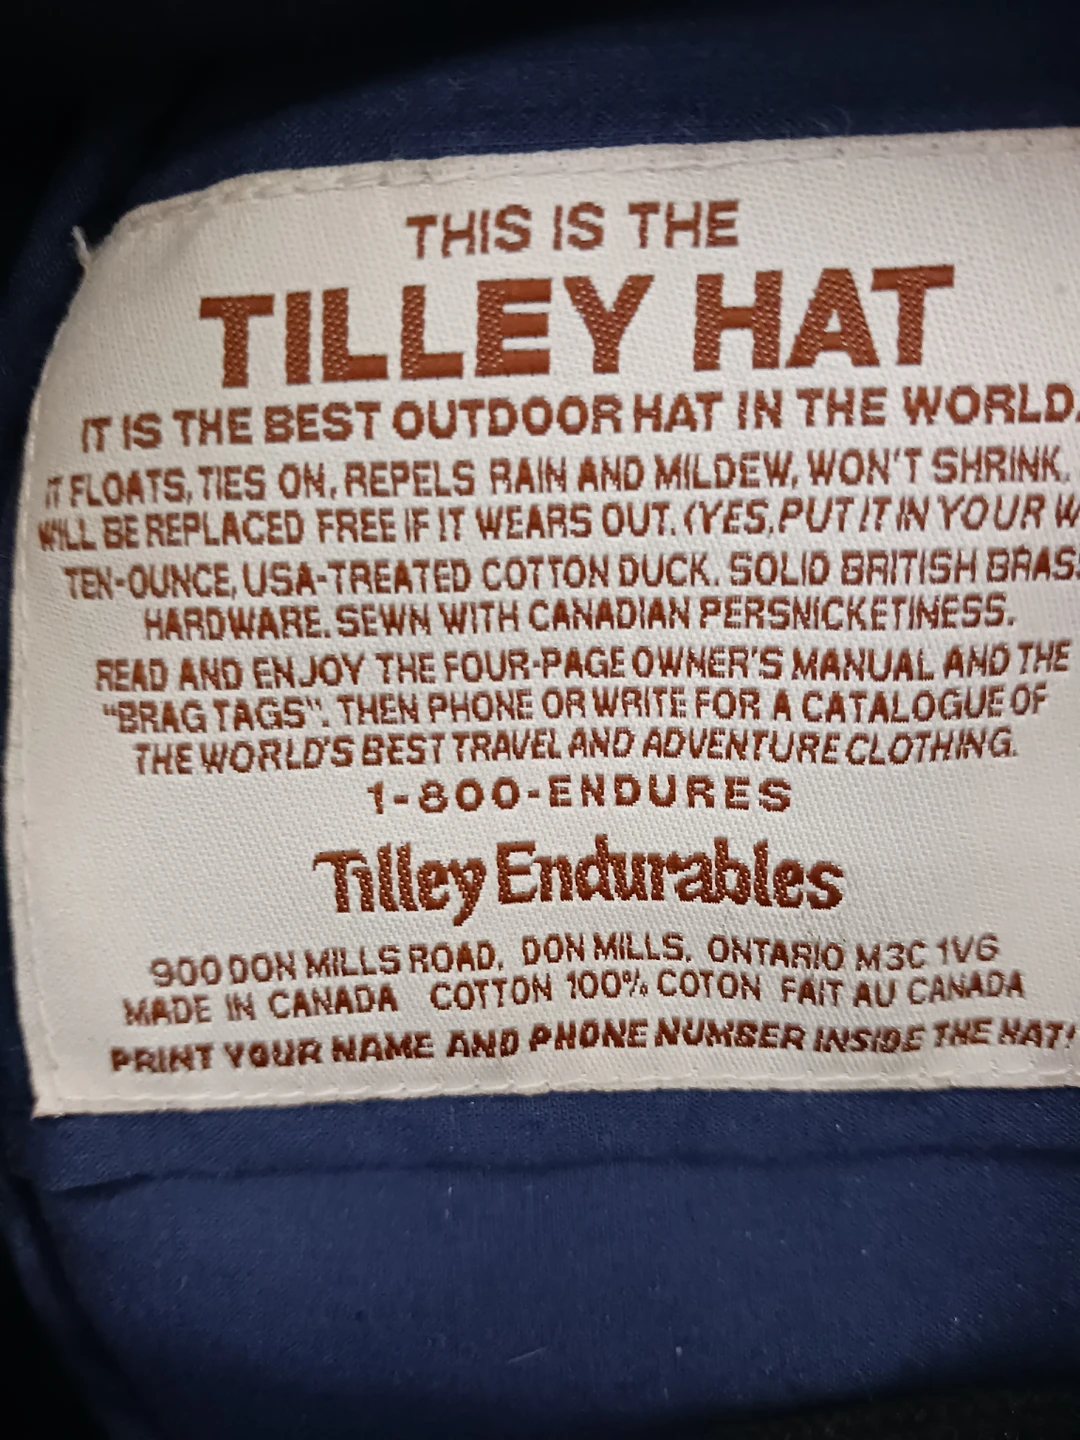 THIS IS THE
TILLEY HAT
IT IS THE BEST OUTDOOR HAT IN THE WORLD.
IT FLOATS, TIES ON, REPELS RAIN AND MILDEW, WON'T SHRINK,
WILL BE REPLACED FREE IF IT WEARS OUT. (YES, PUT IT IN YOUR
TEN-OUNCE, USA-TREATED COTTON DUCK. SOLID BRITISH BRASS
HARDWARE. SEWN WITH CANADIAN PERSNICKETINESS.
READ AND ENJOY THE FOUR-PAGE OWNER'S MANUAL AND THE
"BRAG TAGS". THEN PHONE OR WRITE FOR A CATALOGUE OF
THE WORLD'S BEST TRAVEL AND ADVENTURE CLOTHING.
1-800-ENDURES
Tilley Endurables
900 DON MILLS ROAD, DON MILLS, ONTARIO M3C 1V6
MADE IN CANADA COTTON 100% COTON FAIT AU CANADA
PRINT YOUR NAME AND PHONE NUMBER INSIDE THE HAT!